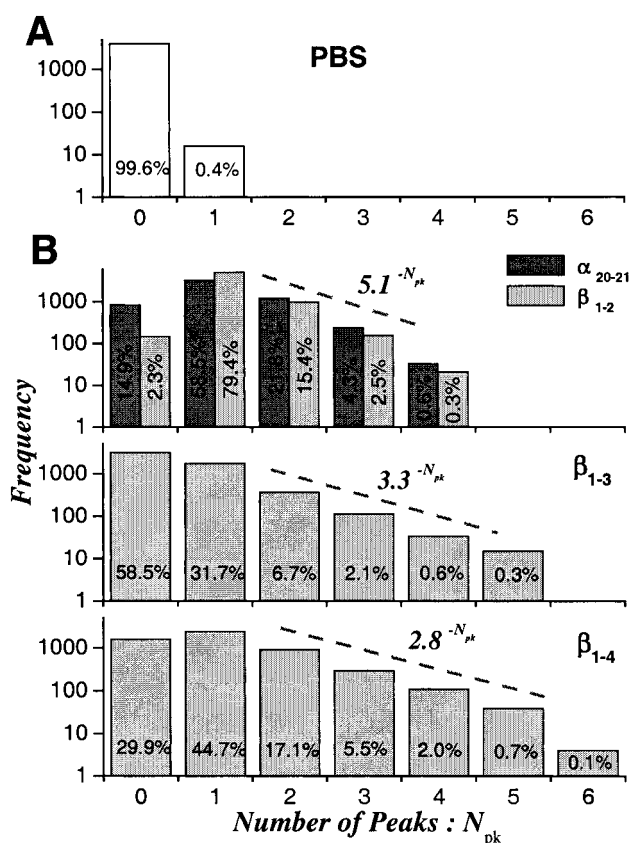 A
PBS
1000
100
10
1
99.6%
0.4%
0 1 2 3 4 5 6
B
α 20-21
β 1-2
5.1 -Npk
1000
100
10
1
14.9%
2.3%
58.5%
79.4%
15.4%
4.3%
2.5%
0.6%
0.3%
Frequency
β1-3
3.3 -Npk
1000
100
10
1
58.5% 31.7% 6.7% 2.1% 0.6% 0.3%
β1-4
2.8 -Npk
1000
100
10
1
29.9% 44.7% 17.1% 5.5% 2.0% 0.7% 0.1%
0 1 2 3 4 5 6
Number of Peaks : Npk